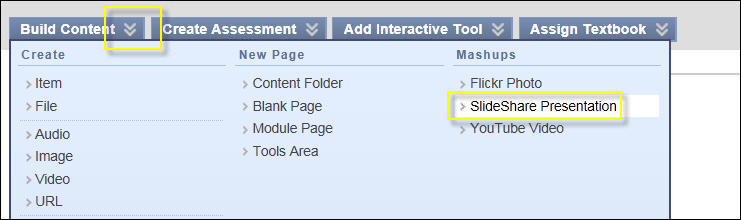 Build Content Create Assessment Add Interactive Tool Assign Textbook
Create
Item
File
Audio
Image
Video
URL
New Page
Content Folder
Blank Page
Module Page
Tools Area
Mashups
Flickr Photo
SlideShare Presentation
YouTube Video